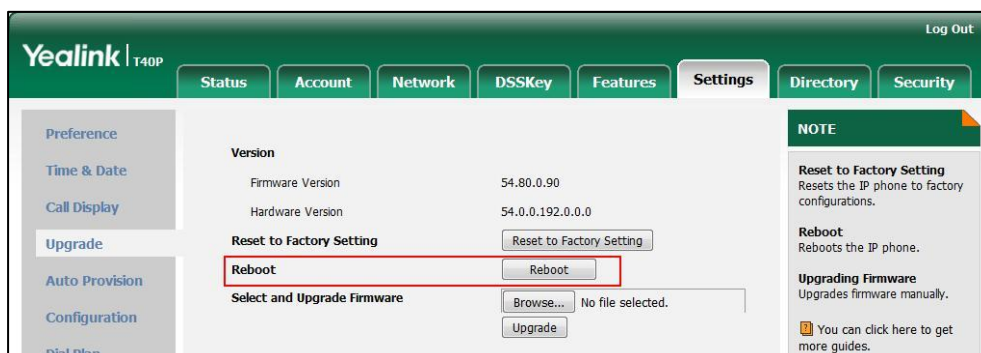 Log Out
Yealink T40P
Status Account Network DSSKey Features Settings Directory Security
Preference
Time & Date
Call Display
Upgrade
Auto Provision
Configuration
Dial Plan
Version
Firmware Version 54.80.0.90
Hardware Version 54.0.0.192.0.0.0
Reset to Factory Setting Reset to Factory Setting
Reboot Reboot
Select and Upgrade Firmware Browse... No file selected.
Upgrade
NOTE
Reset to Factory Setting
Resets the IP phone to factory
configurations.
Reboot
Reboots the IP phone.
Upgrading Firmware
Upgrades firmware manually.
You can click here to get
more guides.